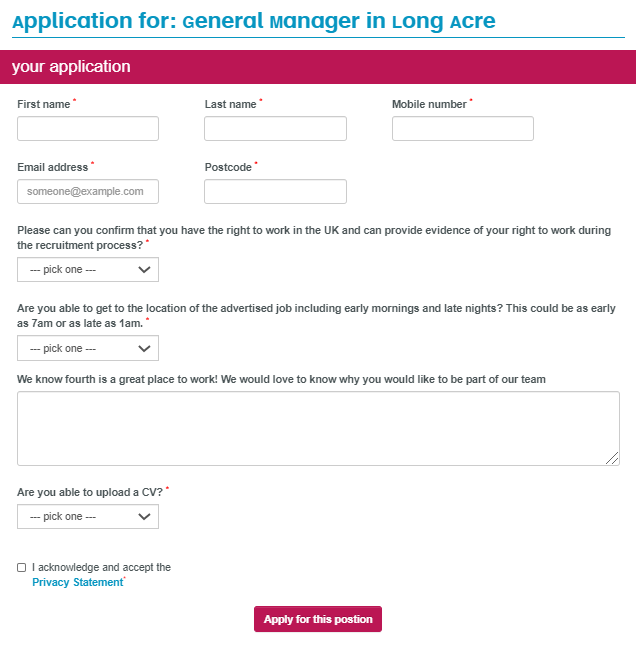 Application for: General Manager in Long Acre
your application
First name *
Last name *
Mobile number *
Email address *
Postcode *
someone@example.com
Please can you confirm that you have the right to work in the UK and can provide evidence of your right to work during
the recruitment process? *
--- pick one ---
Are you able to get to the location of the advertised job including early mornings and late nights? This could be as early
as 7am or as late as 1am. *
--- pick one ---
We know fourth is a great place to work! We would love to know why you would like to be part of our team
Are you able to upload a CV? *
--- pick one ---
I acknowledge and accept the
Privacy Statement*
Apply for this postion